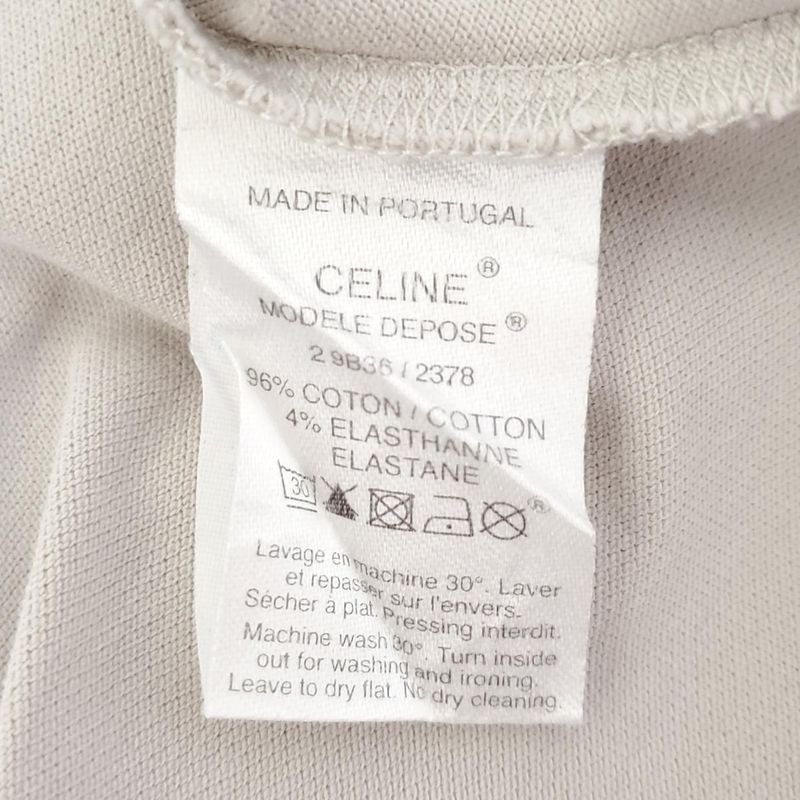 MADE IN PORTUGAL
CELINE®
MODELE DEPOSE®
2 9B36 / 2378
96% COTON / COTTON
4% ELASTHANNE
ELASTANE
30
®
Lavage en machine 30°. Laver
et repasser sur l'envers.
Sécher à plat. Pressing interdit.
Machine wash 30°. Turn inside
out for washing and ironing.
Leave to dry flat. No dry cleaning.